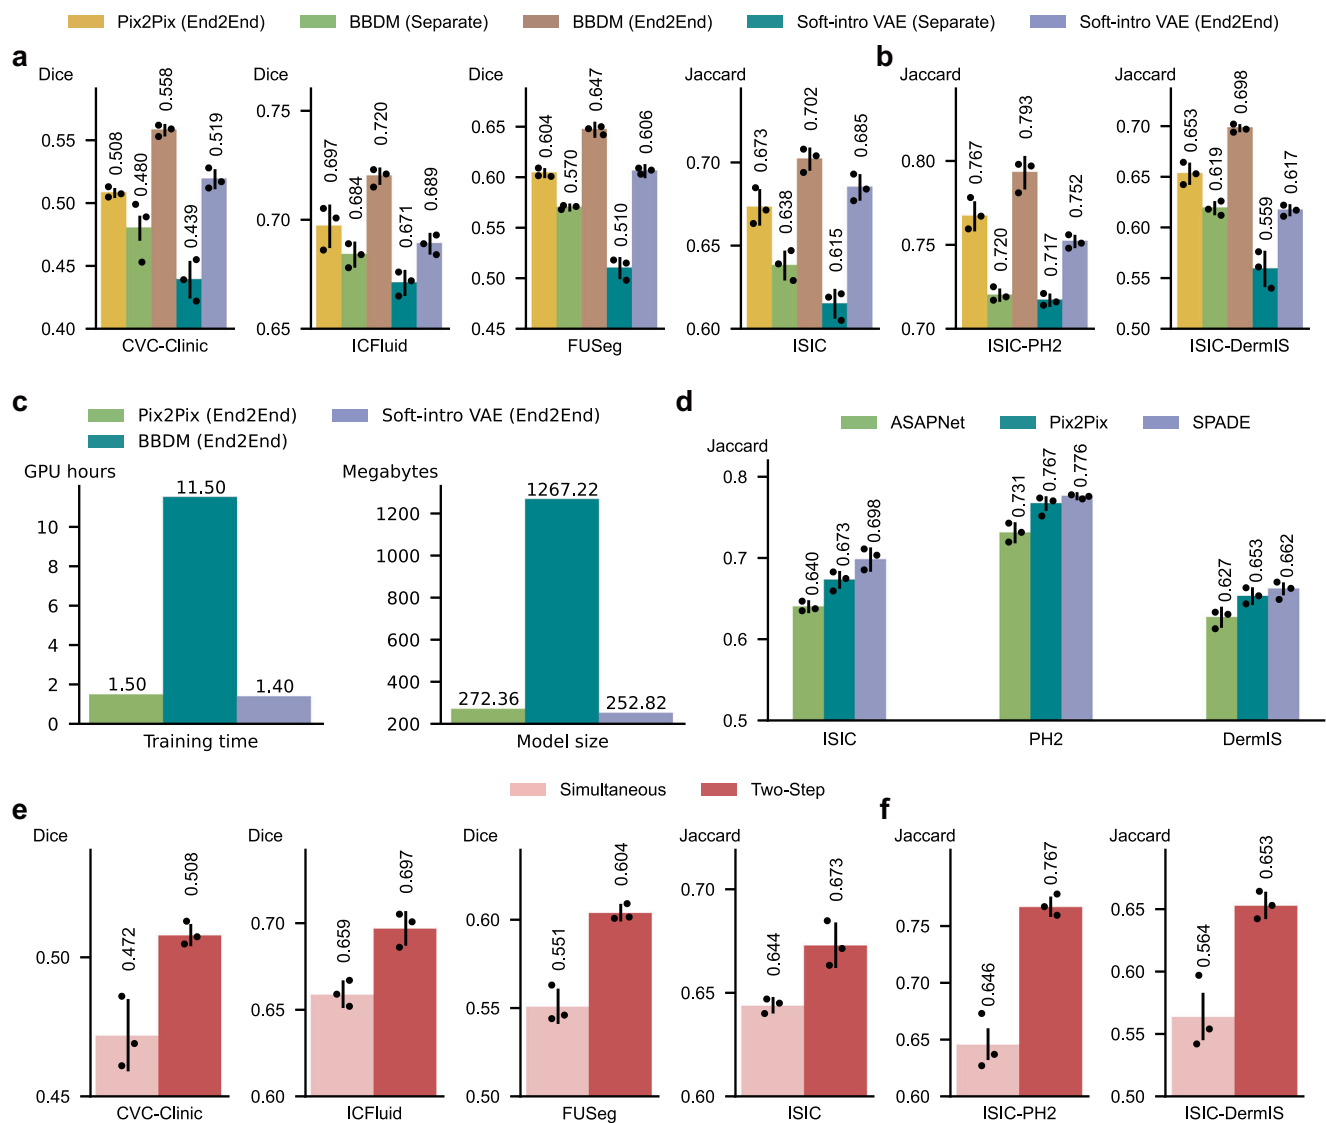 Pix2Pix (End2End) BBDM (Separate) BBDM (End2End) Soft-intro VAE (Separate) Soft-intro VAE (End2End)
a
Dice
0.55
0.50
0.45
0.40
0.508
0.480
0.558
0.439
0.519
CVC-Clinic
Dice
0.75
0.70
0.65
0.697
0.684
0.720
0.671
0.689
ICFluid
Dice
0.65
0.60
0.55
0.50
0.45
0.604
0.570
0.647
0.510
0.606
FUSeg
Jaccard
0.70
0.65
0.60
0.673
0.638
0.702
0.615
0.685
ISIC
b
Jaccard
0.80
0.75
0.70
0.767
0.720
0.793
0.717
0.752
ISIC-PH2
Jaccard
0.70
0.65
0.60
0.55
0.50
0.653
0.619
0.698
0.559
0.617
ISIC-DermIS
c
Pix2Pix (End2End) Soft-intro VAE (End2End)
BBDM (End2End)
GPU hours
10
8
6
4
2
0
1.50
11.50
1.40
Training time
Megabytes
1200
1000
800
600
400
200
272.36
1267.22
252.82
Model size
d
ASAPNet Pix2Pix SPADE
Jaccard
0.8
0.7
0.6
0.5
0.640
0.673
0.698
0.731
0.767
0.776
0.627
0.653
0.662
ISIC PH2 DermIS
Simultaneous Two-Step
e
Dice
0.50
0.45
0.472
0.508
CVC-Clinic
Dice
0.70
0.65
0.60
0.659
0.697
ICFluid
Dice
0.60
0.55
0.50
0.551
0.604
FUSeg
Jaccard
0.70
0.65
0.60
0.644
0.673
ISIC
f
Jaccard
0.75
0.70
0.65
0.60
0.646
0.767
ISIC-PH2
Jaccard
0.65
0.60
0.55
0.50
0.564
0.653
ISIC-DermIS